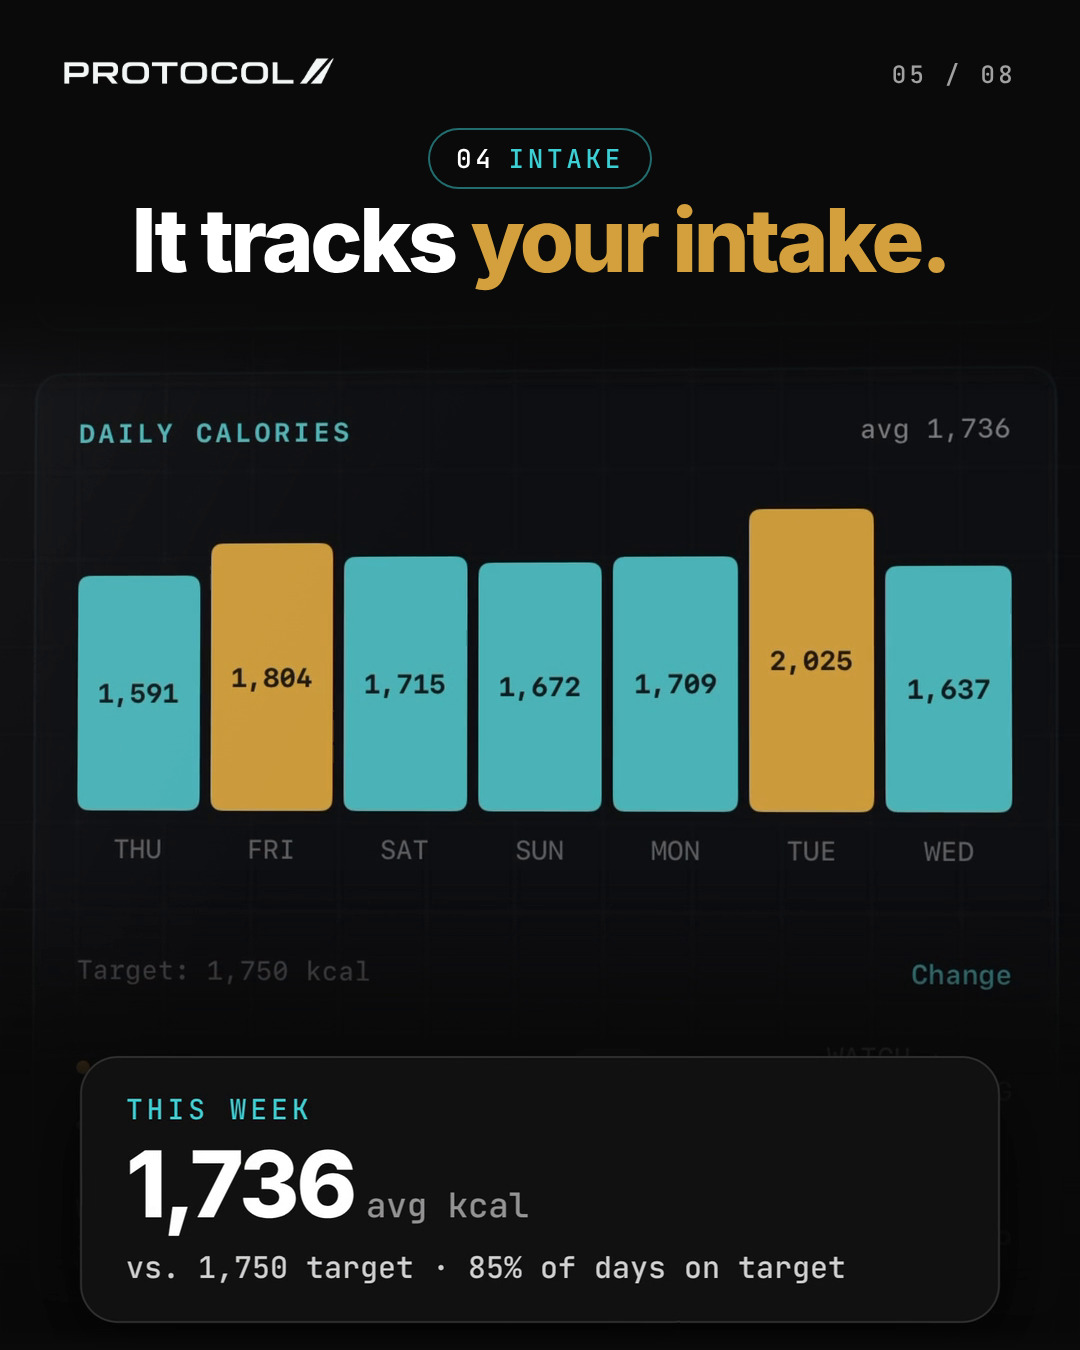 PROTOCOL
05 / 08
04 INTAKE
It tracks your intake.
DAILY CALORIES
avg 1,736
1,591
1,804
1,715
1,672
1,709
2,025
1,637
THU
FRI
SAT
SUN
MON
TUE
WED
Target: 1,750 kcal
Change
THIS WEEK
1,736 avg kcal
vs. 1,750 target · 85% of days on target